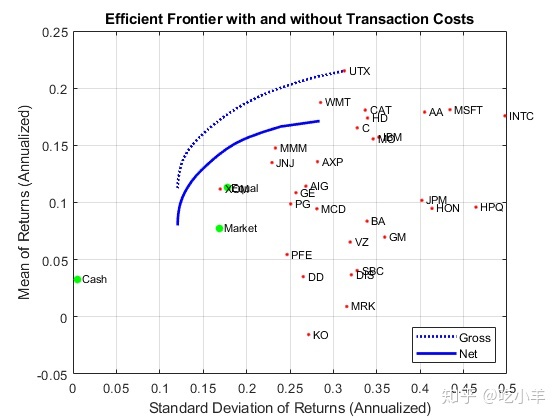 Efficient Frontier with and without Transaction Costs
0.25
0.2
0.15
0.1
0.05
0
-0.05
Mean of Returns (Annualized)
UTX
WMT
CAT
HD
AA
MSFT
INTC
C
IBM
MO
MMM
JNJ
AXP
XOM
Equal
AIG
GE
PG
MCD
JPM
HON
HPQ
Market
BA
VZ
GM
PFE
Cash
DD
SBC
DIS
MRK
KO
Gross
Net
0 0.05 0.1 0.15 0.2 0.25 0.3 0.35 0.4 0.45 0.5
Standard Deviation of Returns (Annualized)
知乎 @吃小羊